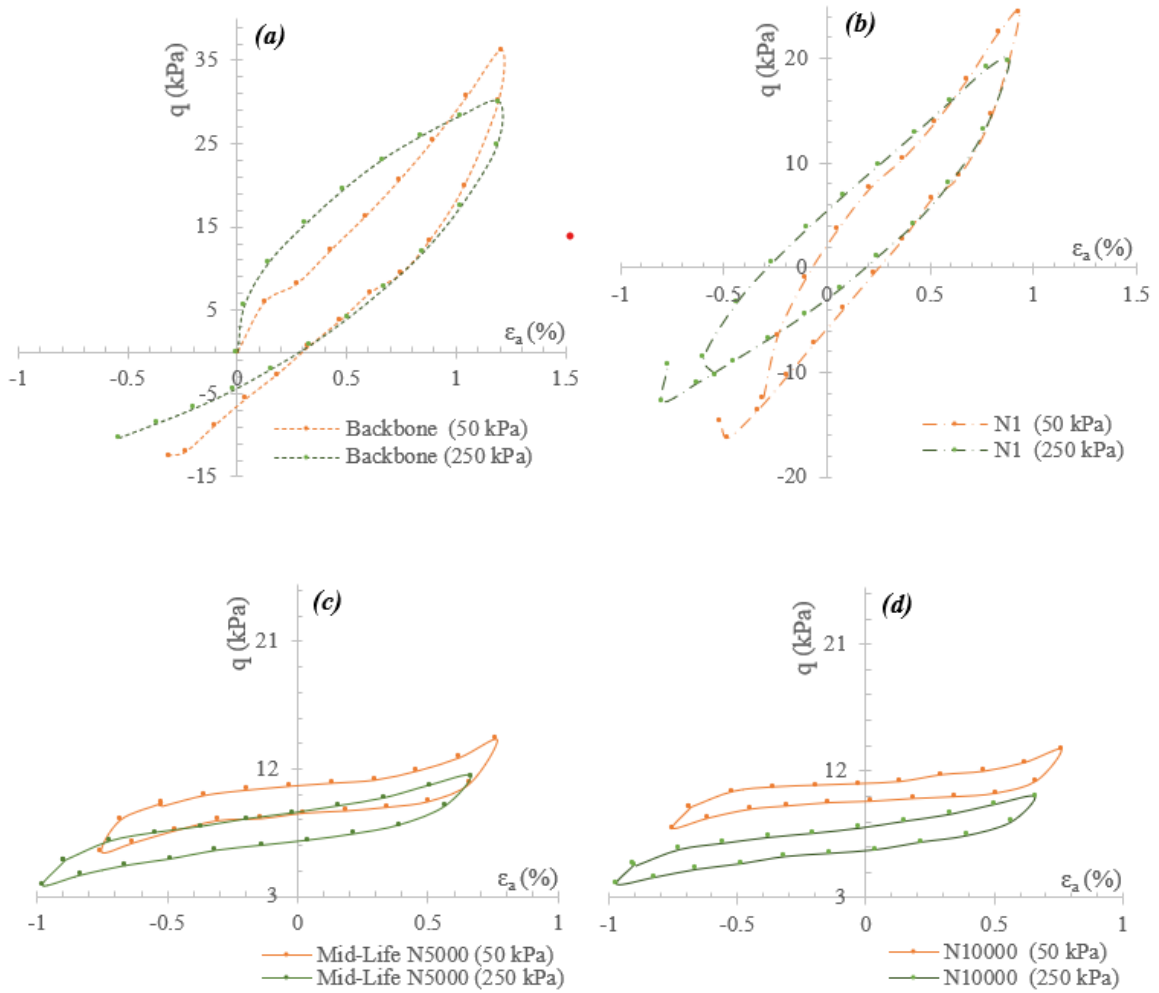 (a)
q (kPa)
35
25
15
5
-5
-15
-1
-0.5
0
0.5
1
1.5
εa (%)
Backbone (50 kPa)
Backbone (250 kPa)
(b)
q (kPa)
20
10
0
-10
-20
-1
-0.5
0
0.5
1
1.5
εa (%)
N1 (50 kPa)
N1 (250 kPa)
(c)
q (kPa)
21
12
3
-1
-0.5
0
0.5
1
εa (%)
Mid-Life N5000 (50 kPa)
Mid-Life N5000 (250 kPa)
(d)
q (kPa)
21
12
3
-1
-0.5
0
0.5
1
εa (%)
N10000 (50 kPa)
N10000 (250 kPa)